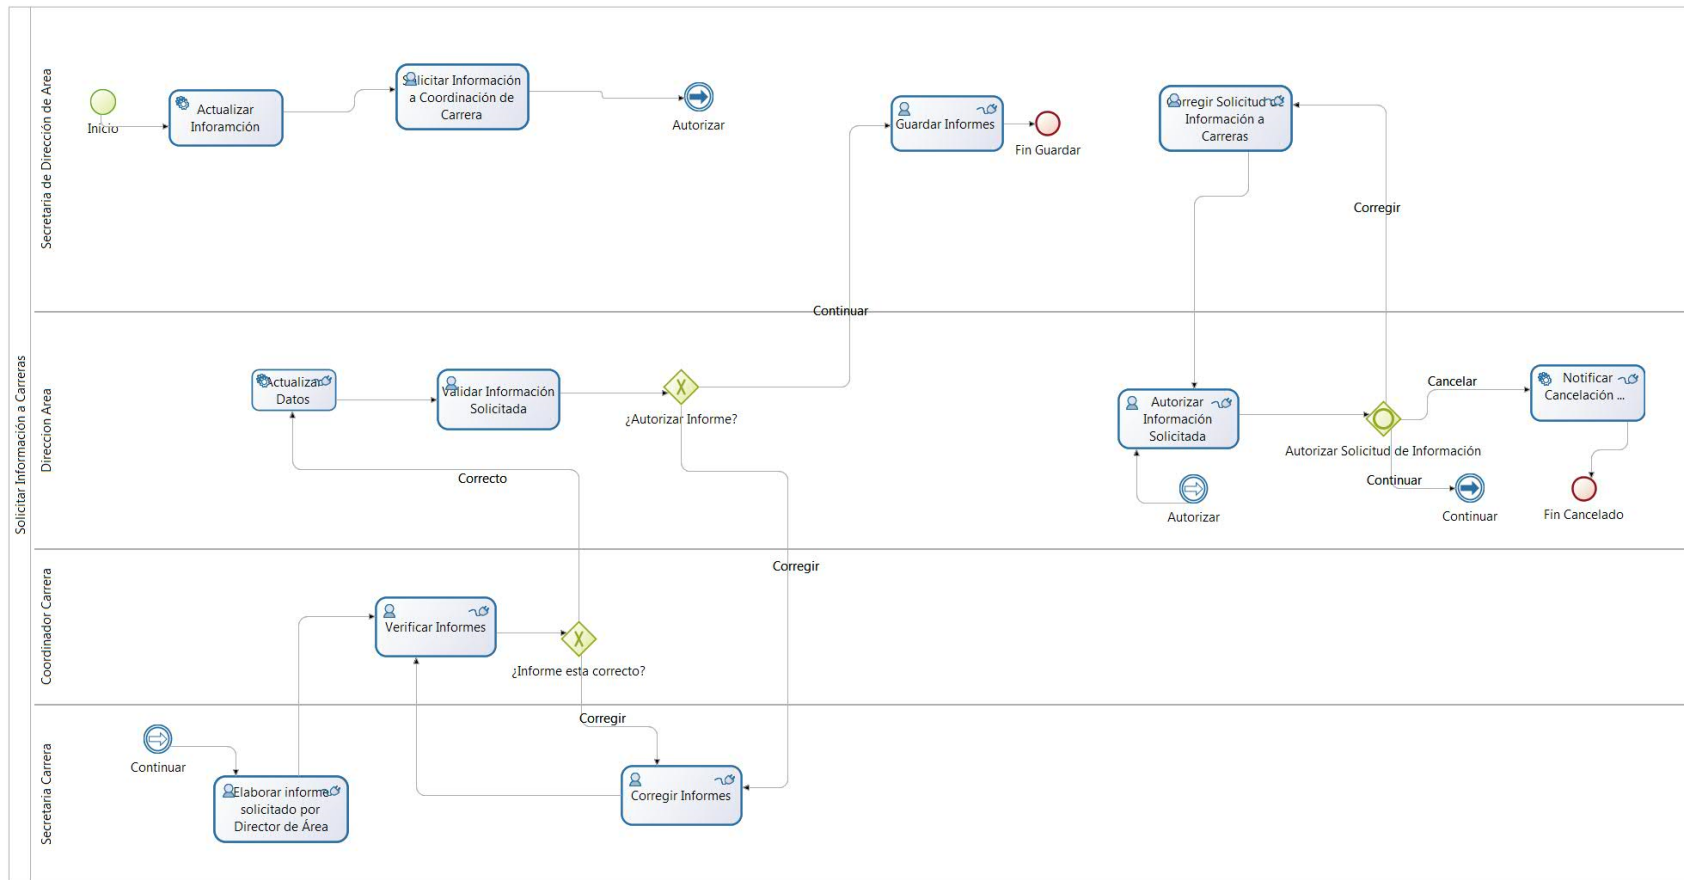 Solicitar Información a Carreras
Secretaria de Dirección de Area
Inicio
Actualizar
Inforamción
Solicitar Información
a Coordinación de
Carrera
Autorizar
Guardar Informes
Fin Guardar
Corregir Solicitud
Información a
Carreras
Corregir
Continuar
Direccion Area
Actualizar
Datos
Validar Información
Solicitada
¿Autorizar Informe?
Correcto
Autorizar
Información
Solicitada
Autorizar
Autorizar Solicitud de Información
Cancelar
Continuar
Continuar
Notificar
Cancelación ...
Fin Cancelado
Corregir
Coordinador Carrera
Verificar Informes
¿Informe esta correcto?
Corregir
Secretaria Carrera
Continuar
Elaborar informe
solicitado por
Director de Área
Corregir Informes